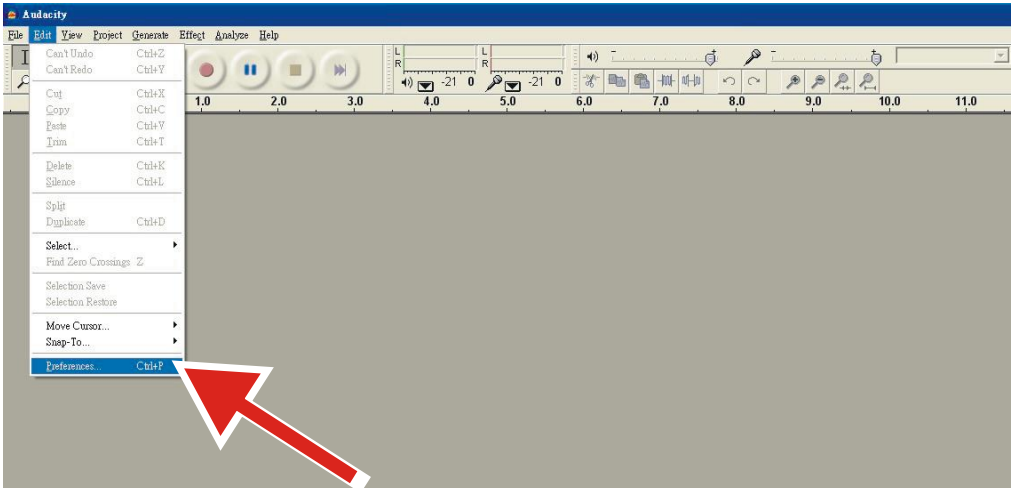 Audacity
File Edit View Project Generate Effect Analyze Help
Can't Undo Ctrl+Z
Can't Redo Ctrl+Y
Cut Ctrl+X
Copy Ctrl+C
Paste Ctrl+V
Trim Ctrl+T
Delete Ctrl+K
Silence Ctrl+L
Split
Duplicate Ctrl+D
Select...
Find Zero Crossings Z
Selection Save
Selection Restore
Move Cursor...
Snap-To...
Preferences... Ctrl+P
L L
R R
-21 0 -21 0
1.0 2.0 3.0 4.0 5.0 6.0 7.0 8.0 9.0 10.0 11.0